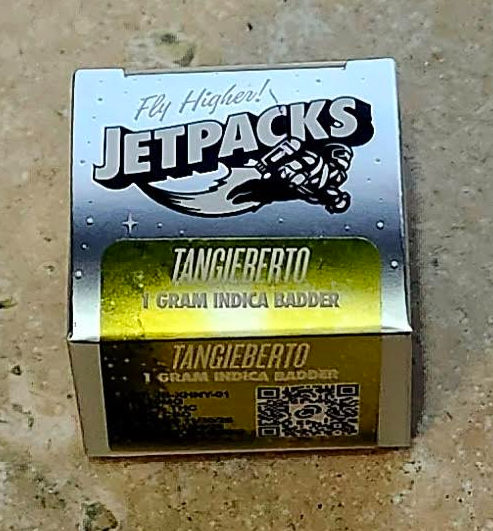 Fly Higher!
JETPACKS
TANGIEBERTO
1 GRAM INDICA BADDER
TANGIEBERTO
1 GRAM INDICA BADDER